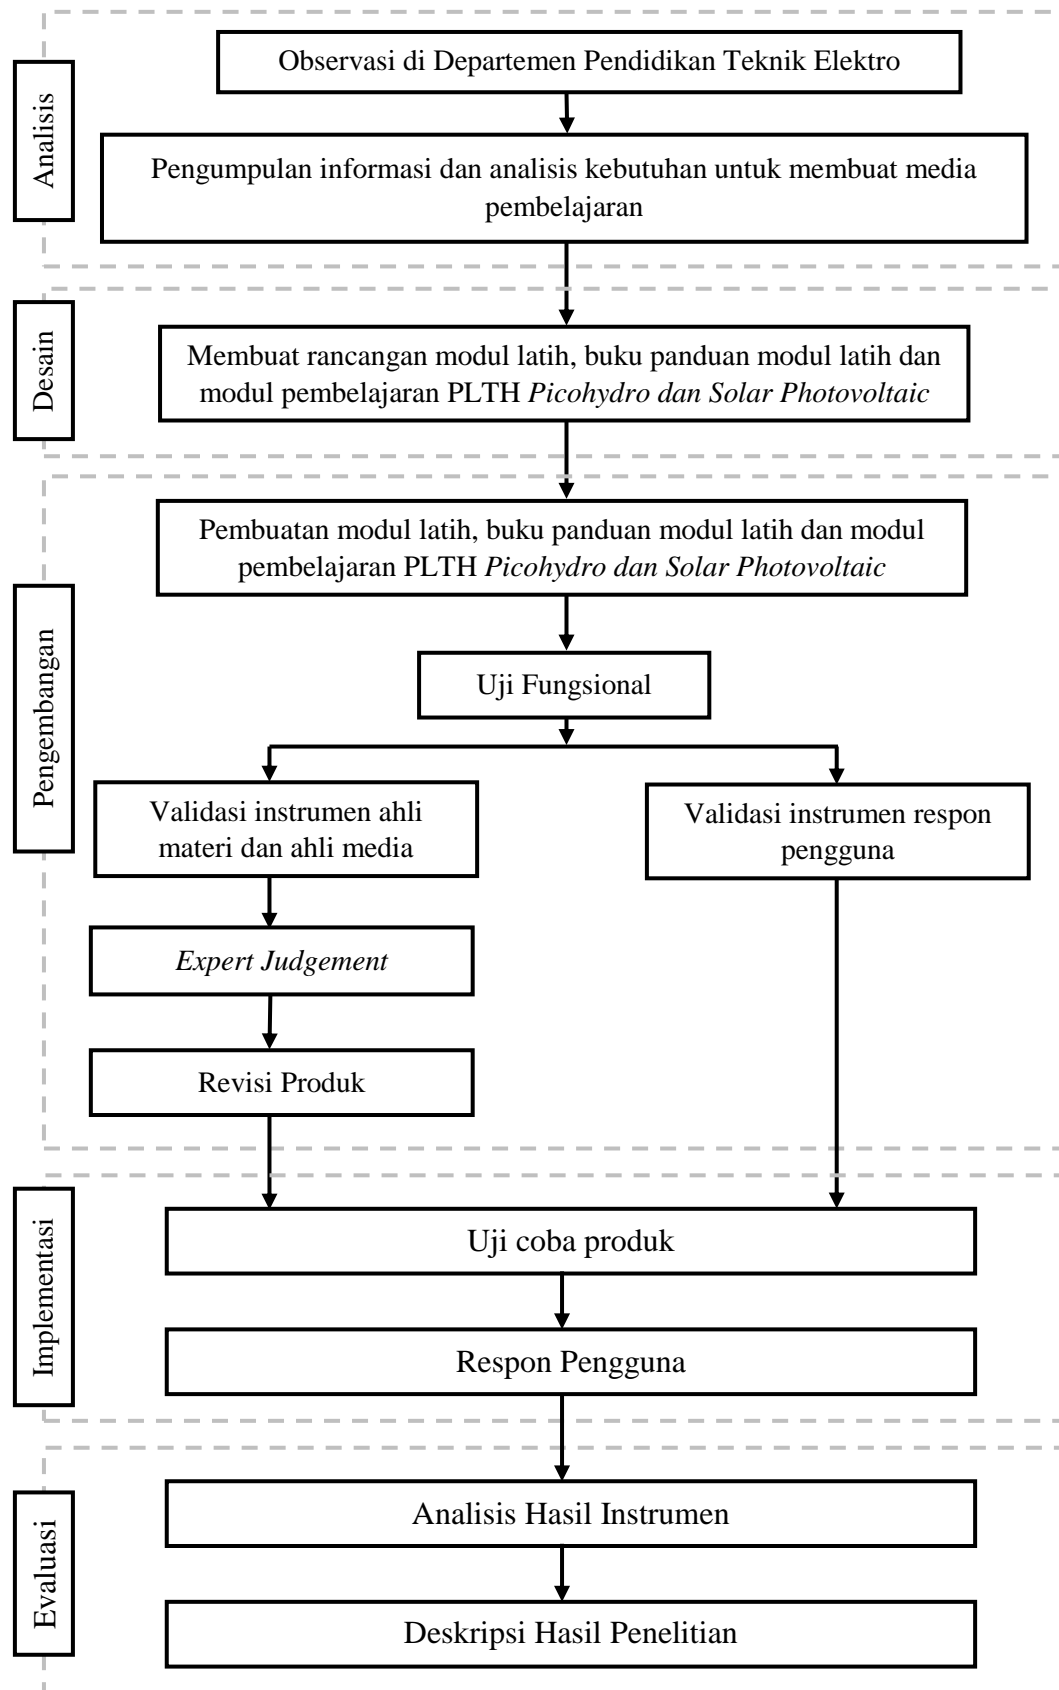 Analisis
Observasi di Departemen Pendidikan Teknik Elektro
Pengumpulan informasi dan analisis kebutuhan untuk membuat media
pembelajaran
Desain
Membuat rancangan modul latih, buku panduan modul latih dan
modul pembelajaran PLTH Picohydro dan Solar Photovoltaic
Pengembangan
Pembuatan modul latih, buku panduan modul latih dan modul
pembelajaran PLTH Picohydro dan Solar Photovoltaic
Uji Fungsional
Validasi instrumen ahli
materi dan ahli media
Validasi instrumen respon
pengguna
Expert Judgement
Revisi Produk
Implementasi
Uji coba produk
Respon Pengguna
Evaluasi
Analisis Hasil Instrumen
Deskripsi Hasil Penelitian